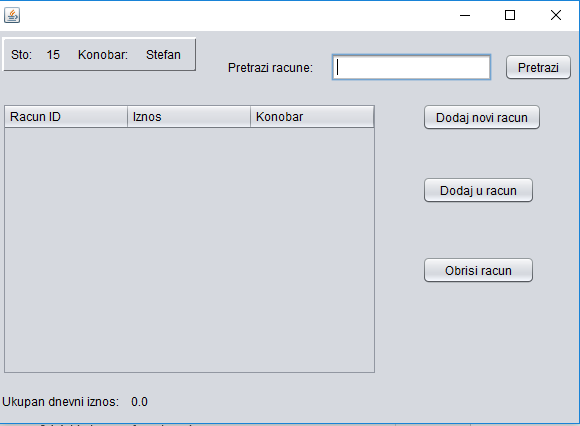 Sto: 15 Konobar: Stefan
Pretrazi racune: Pretrazi
Racun ID Iznos Konobar
Dodaj novi racun
Dodaj u racun
Obrisi racun
Ukupan dnevni iznos: 0.0